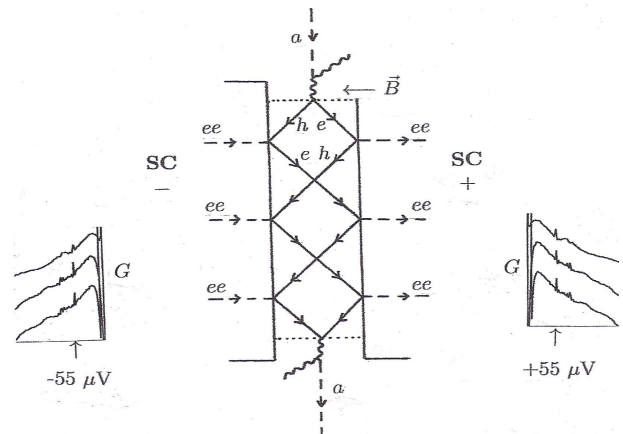 a
B⃗
h e
ee ee
e h
SC SC
− +
ee ee
G G
ee ee
-55 μV +55 μV
a